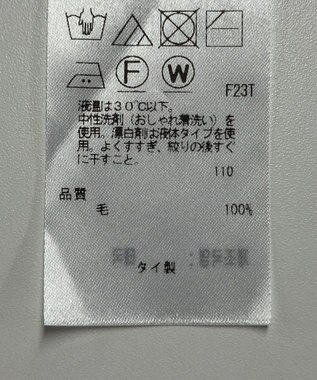 F W
F23T
液温は30℃以下。
中性洗剤（おしゃれ着洗い）を
使用。漂白剤は液体タイプを使
用。よくすすぎ、絞りの後すぐ
に干すこと。
110
品質
毛 100%
タイ製